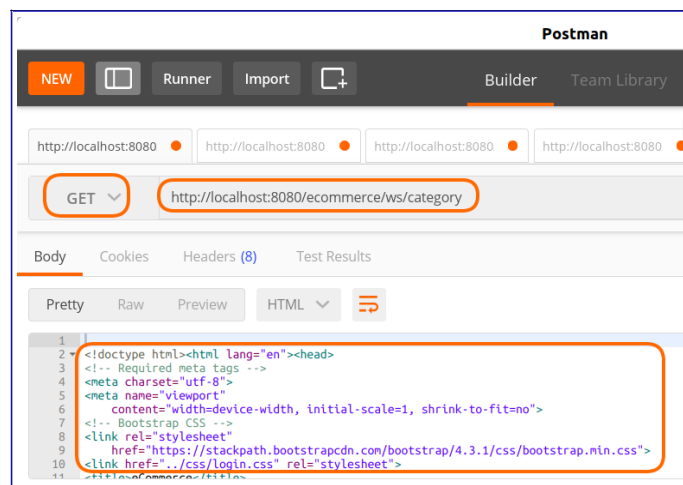 Postman
NEW Runner Import Builder Team Library
http://localhost:8080 http://localhost:8080 http://localhost:8080 http://localhost:8080
GET http://localhost:8080/ecommerce/ws/category
Body Cookies Headers (8) Test Results
Pretty Raw Preview HTML
1
2 <!doctype html><html lang="en"><head>
3 <!-- Required meta tags -->
4 <meta charset="utf-8">
5 <meta name="viewport"
6 content="width=device-width, initial-scale=1, shrink-to-fit=no">
7 <!-- Bootstrap CSS -->
8 <link rel="stylesheet"
9 href="https://stackpath.bootstrapcdn.com/bootstrap/4.3.1/css/bootstrap.min.css">
10 <link href="../css/login.css" rel="stylesheet">
11 <title>eCommerce</title>